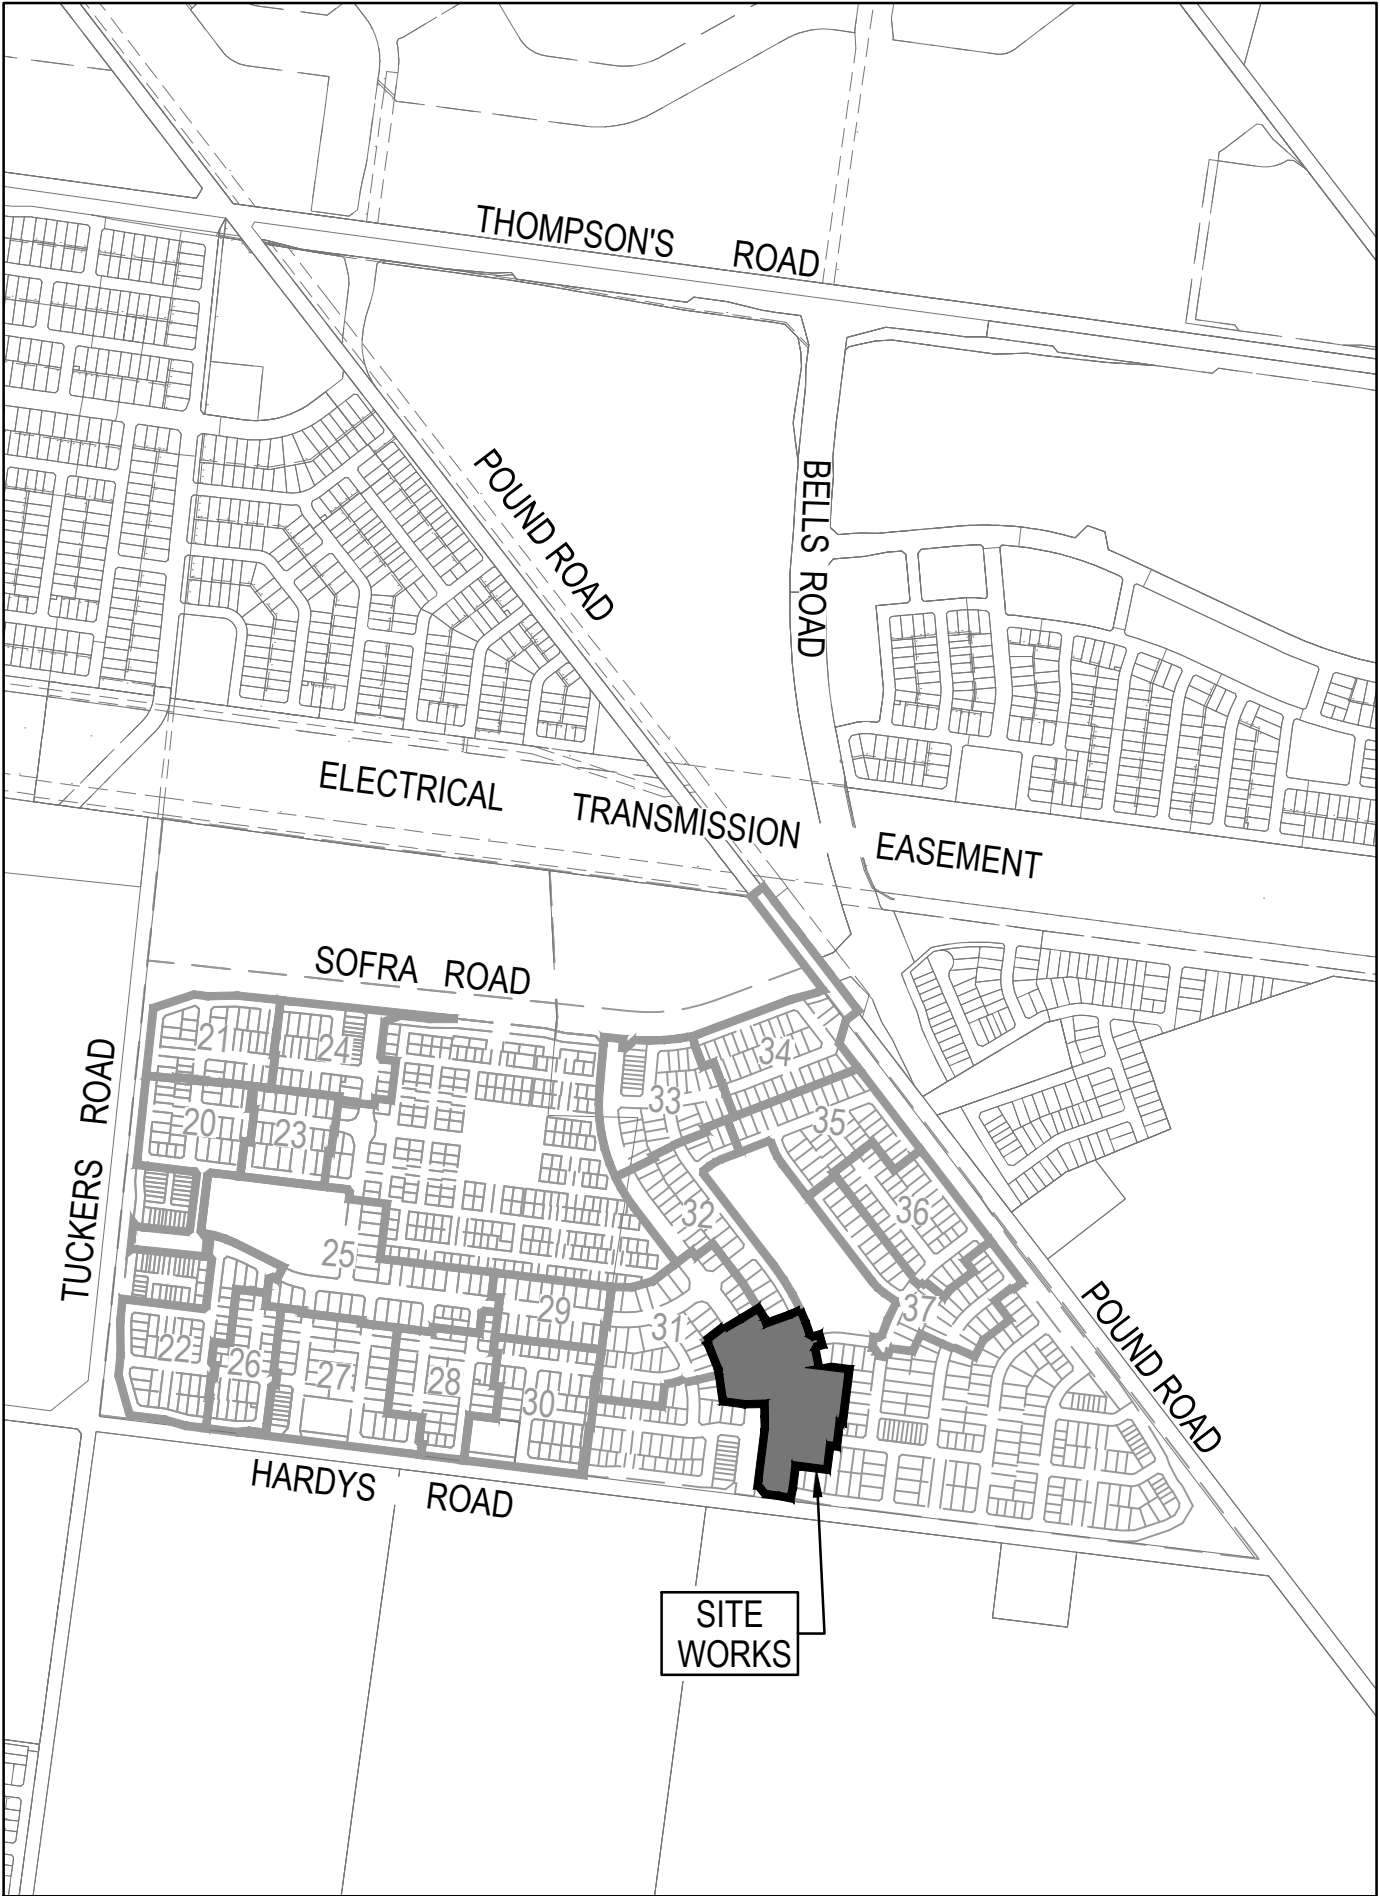 THOMPSON'S ROAD
POUND ROAD
BELLS ROAD
ELECTRICAL TRANSMISSION EASEMENT
SOFRA ROAD
TUCKERS ROAD
21
24
34
33
35
20
23
36
32
25
37
29
31
22
26
27
28
30
POUND ROAD
HARDYS ROAD
SITE
WORKS